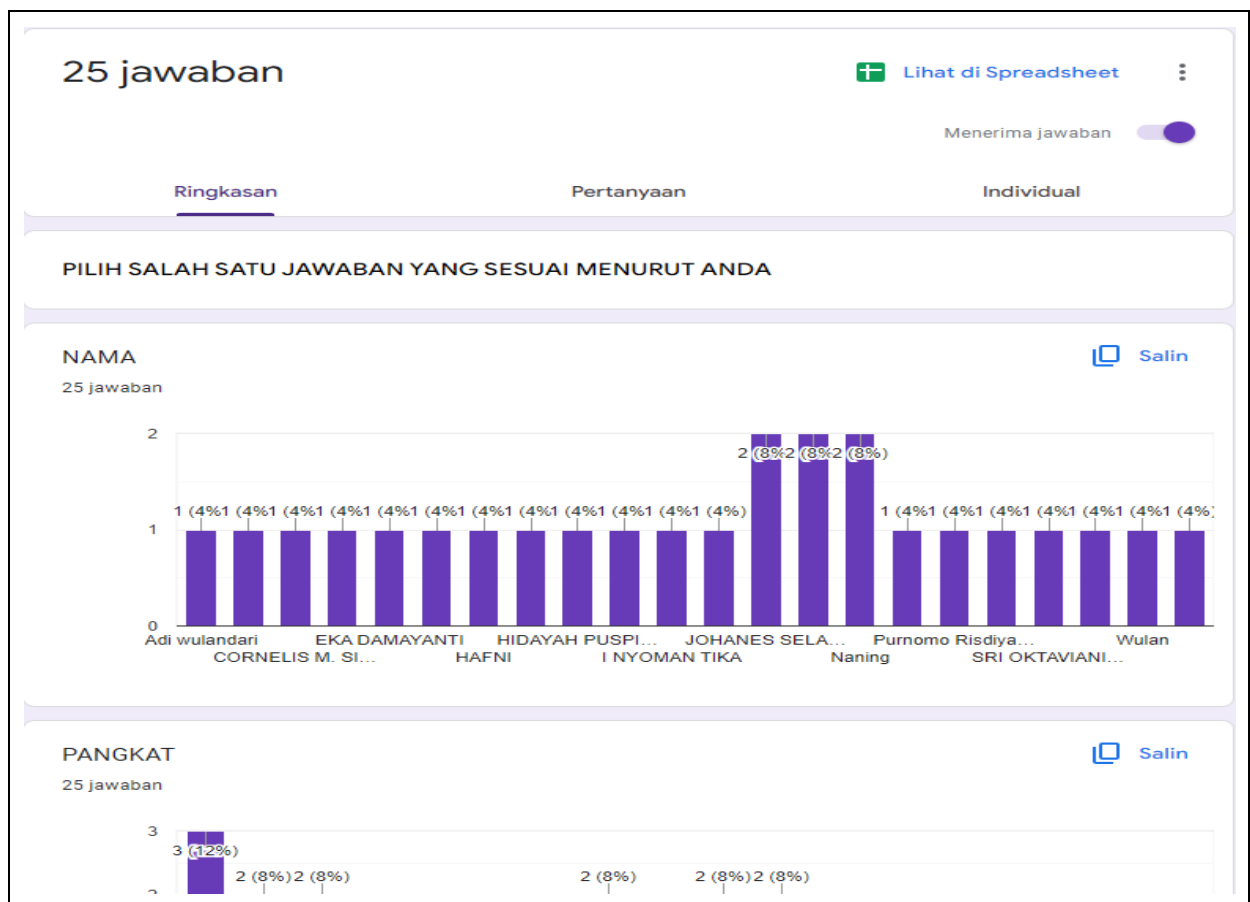 25 jawaban
Lihat di Spreadsheet
Menerima jawaban
Ringkasan Pertanyaan Individual
PILIH SALAH SATU JAWABAN YANG SESUAI MENURUT ANDA
NAMA
Salin
25 jawaban
2
2 (8%2 (8%2 (8%)
1 (4%1 (4%1 (4%1 (4%1 (4%1 (4%1 (4%1 (4%1 (4%1 (4%1 (4%1 (4%) 1 (4%1 (4%1 (4%1 (4%1 (4%1 (4%1 (4%)
1
0
Adi wulandari EKA DAMAYANTI HIDAYAH PUSPI... JOHANES SELA... Purnomo Risdiya... Wulan
CORNELIS M. SI... HAFNI I NYOMAN TIKA Naning SRI OKTAVIANI...
PANGKAT
Salin
25 jawaban
3
3 (12%)
2 (8%)2 (8%) 2 (8%) 2 (8%)2 (8%)